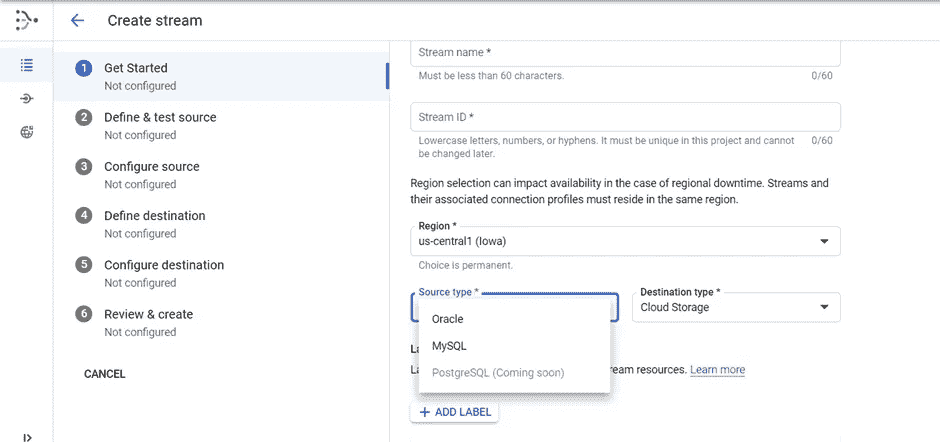 Create stream
1 Get Started
Not configured
2 Define & test source
Not configured
3 Configure source
Not configured
4 Define destination
Not configured
5 Configure destination
Not configured
6 Review & create
Not configured
CANCEL
Stream name *
Must be less than 60 characters. 0/60
Stream ID *
Lowercase letters, numbers, or hyphens. It must be unique in this project and cannot 0/60
be changed later.
Region selection can impact availability in the case of regional downtime. Streams and
their associated connection profiles must reside in the same region.
Region *
us-central1 (Iowa)
Choice is permanent.
Source type *
Oracle
MySQL
PostgreSQL (Coming soon)
Destination type *
Cloud Storage
ream resources. Learn more
+ ADD LABEL